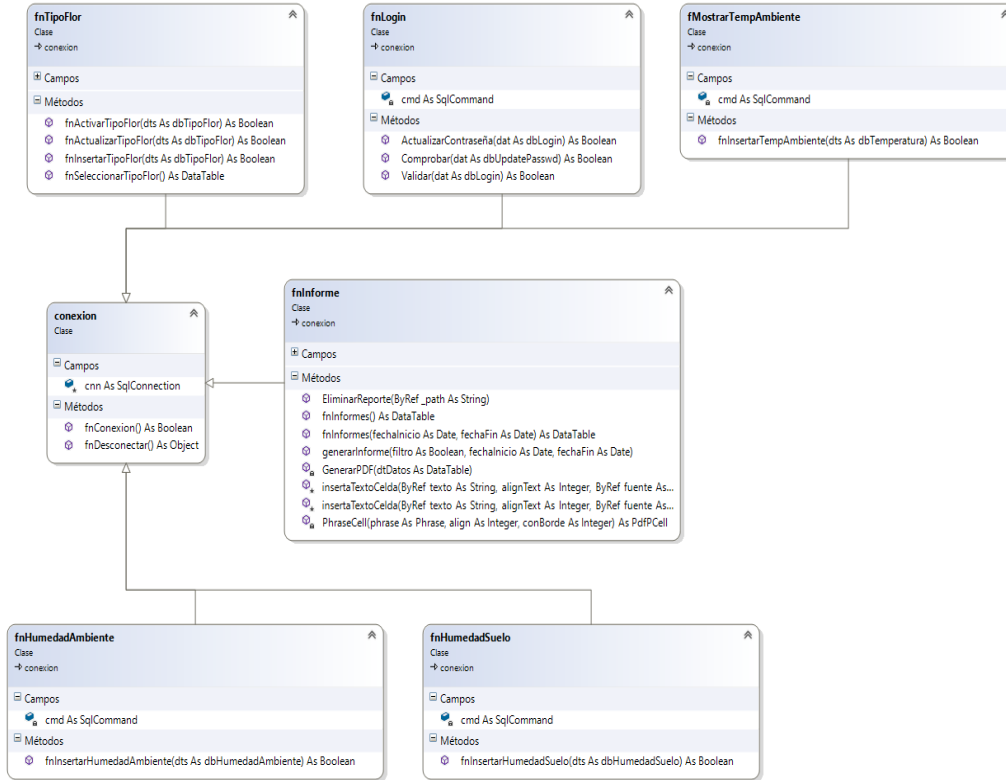 fnTipoFlor
Clase
conexion
Campos
Métodos
fnActivarTipoFlor(dts As dbTipoFlor) As Boolean
fnActualizarTipoFlor(dts As dbTipoFlor) As Boolean
fnInsertarTipoFlor(dts As dbTipoFlor) As Boolean
fnSeleccionarTipoFlor() As DataTable
fnLogin
Clase
conexion
Campos
cmd As SqlCommand
Métodos
ActualizarContraseña(dat As dbLogin) As Boolean
Comprobar(dat As dbUpdatePasswd) As Boolean
Validar(dat As dbLogin) As Boolean
fMostrarTempAmbiente
Clase
conexion
Campos
cmd As SqlCommand
Métodos
fnInsertarTempAmbiente(dts As dbTemperatura) As Boolean
conexion
Clase
Campos
cnn As SqlConnection
Métodos
fnConexion() As Boolean
fnDesconectar() As Object
fnInforme
Clase
conexion
Campos
Métodos
EliminarReporte(ByRef _path As String)
fnInformes() As DataTable
fnInformes(fechaInicio As Date, fechaFin As Date) As DataTable
generarInforme(filtro As Boolean, fechaInicio As Date, fechaFin As Date)
GenerarPDF(dtDatos As DataTable)
insertaTextoCelda(ByRef texto As String, alignText As Integer, ByRef fuente As...
insertaTextoCelda(ByRef texto As String, alignText As Integer, ByRef fuente As...
PhraseCell(phrase As Phrase, align As Integer, conBorde As Integer) As PdfPCell
fnHumedadAmbiente
Clase
conexion
Campos
cmd As SqlCommand
Métodos
fnInsertarHumedadAmbiente(dts As dbHumedadAmbiente) As Boolean
fnHumedadSuelo
Clase
conexion
Campos
cmd As SqlCommand
Métodos
fnInsertarHumedadSuelo(dts As dbHumedadSuelo) As Boolean